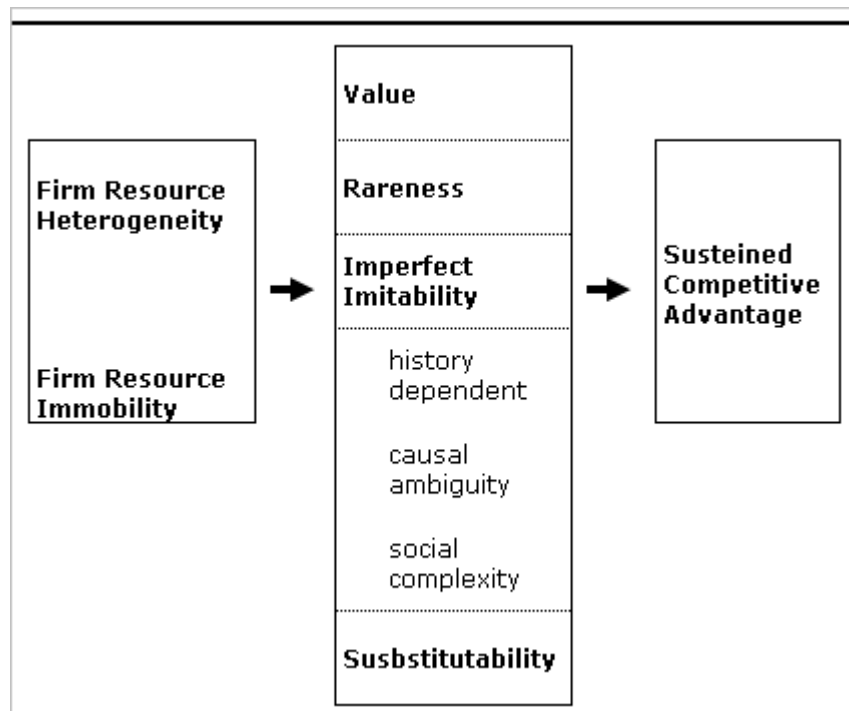 Firm Resource
Heterogeneity
Firm Resource
Immobility
Value
Rareness
Imperfect
Imitability
history
dependent
causal
ambiguity
social
complexity
Susbstitutability
Susteined
Competitive
Advantage